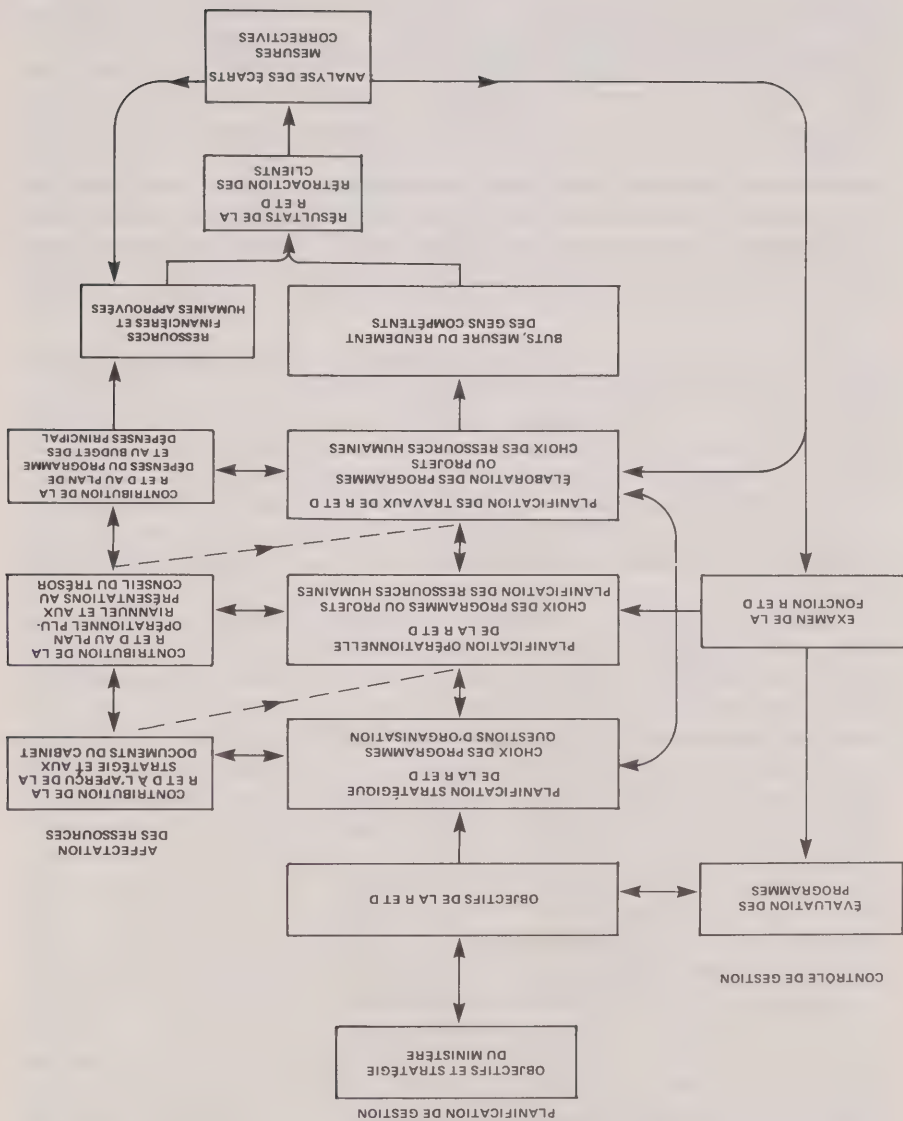 PLANIFICATION DE GESTION
OBJECTIFS ET STRATÉGIE
DU MINISTÈRE
CONTRÔLE DE GESTION
ÉVALUATION DES
PROGRAMMES
OBJECTIFS DE LA R ET D
AFFECTATION
DES RESSOURCES
PLANIFICATION STRATÉGIQUE
DE LA R ET D
CHOIX DES PROGRAMMES
QUESTIONS D'ORGANISATION
CONTRIBUTION DE LA
R ET D À L'APERÇU DE LA
STRATÉGIE ET AUX
DOCUMENTS DU CABINET
EXAMEN DE LA
FONCTION R ET D
PLANIFICATION OPÉRATIONNELLE
DE LA R ET D
CHOIX DES PROGRAMMES OU PROJETS
PLANIFICATION DES RESSOURCES HUMAINES
CONTRIBUTION DE LA
R ET D AU PLAN
OPÉRATIONNEL PLU-
RIANNUEL ET AUX
PRÉSENTATIONS AU
CONSEIL DU TRÉSOR
PLANIFICATION DES TRAVAUX DE R ET D
ÉLABORATION DES PROGRAMMES
OU PROJETS
CHOIX DES RESSOURCES HUMAINES
CONTRIBUTION DE LA
R ET D AU PLAN DE
DÉPENSES DU PROGRAMME
ET AU BUDGET DES
DÉPENSES PRINCIPAL
BUTS, MESURE DU RENDEMENT
DES GENS COMPÉTENTS
RESSOURCES
FINANCIÈRES ET
HUMAINES APPROUVÉES
RÉSULTATS DE LA
R ET D
RÉTROACTION DES
CLIENTS
ANALYSE DES ÉCARTS
MESURES
CORRECTIVES